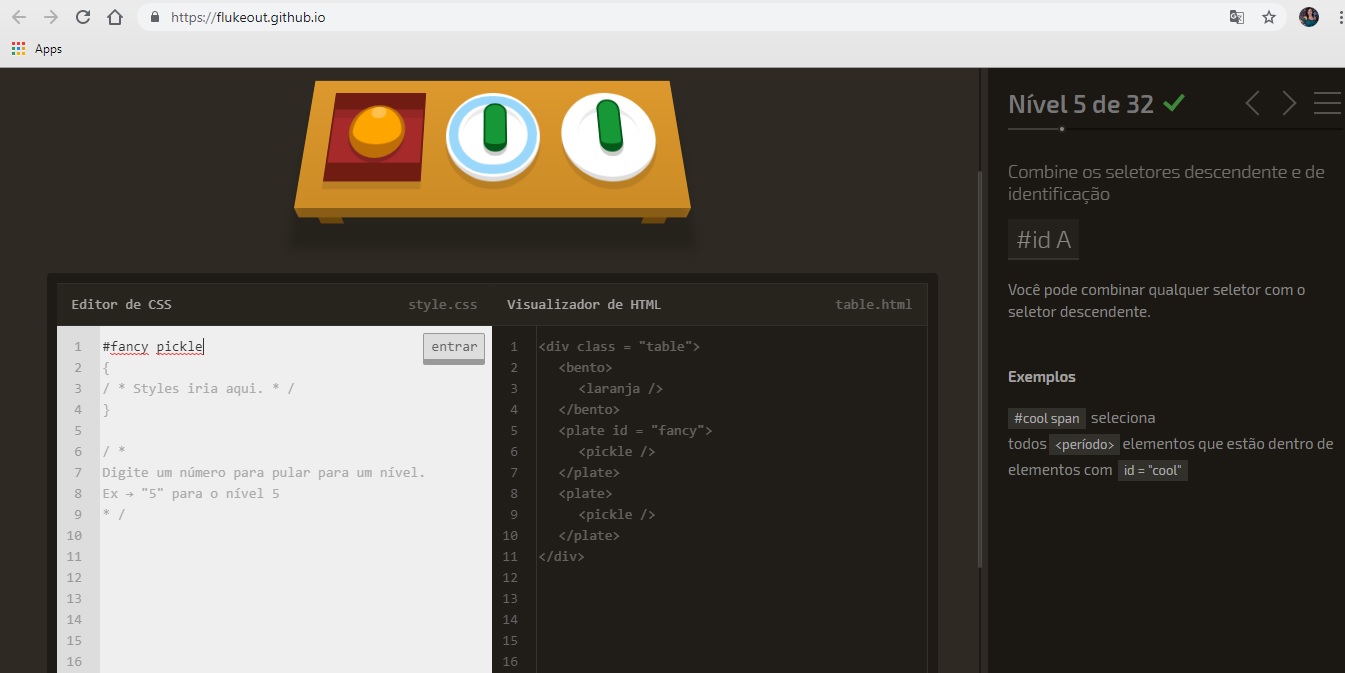 https://flukeout.github.io
Apps
Nível 5 de 32
Combine os seletores descendente e de
identificação
#id A
Você pode combinar qualquer seletor com o
seletor descendente.
Exemplos
#cool span seleciona
todos <período> elementos que estão dentro de
elementos com id = "cool"
Editor de CSS style.css
1 #fancy pickle entrar
2 {
3 / * Styles iria aqui. * /
4 }
5
6 / *
7 Digite um número para pular para um nível.
8 Ex → "5" para o nível 5
9 * /
10
11
12
13
14
15
16
Visualizador de HTML table.html
1 <div class = "table">
2 <bento>
3 <laranja />
4 </bento>
5 <plate id = "fancy">
6 <pickle />
7 </plate>
8 <plate>
9 <pickle />
10 </plate>
11 </div>
12
13
14
15
16